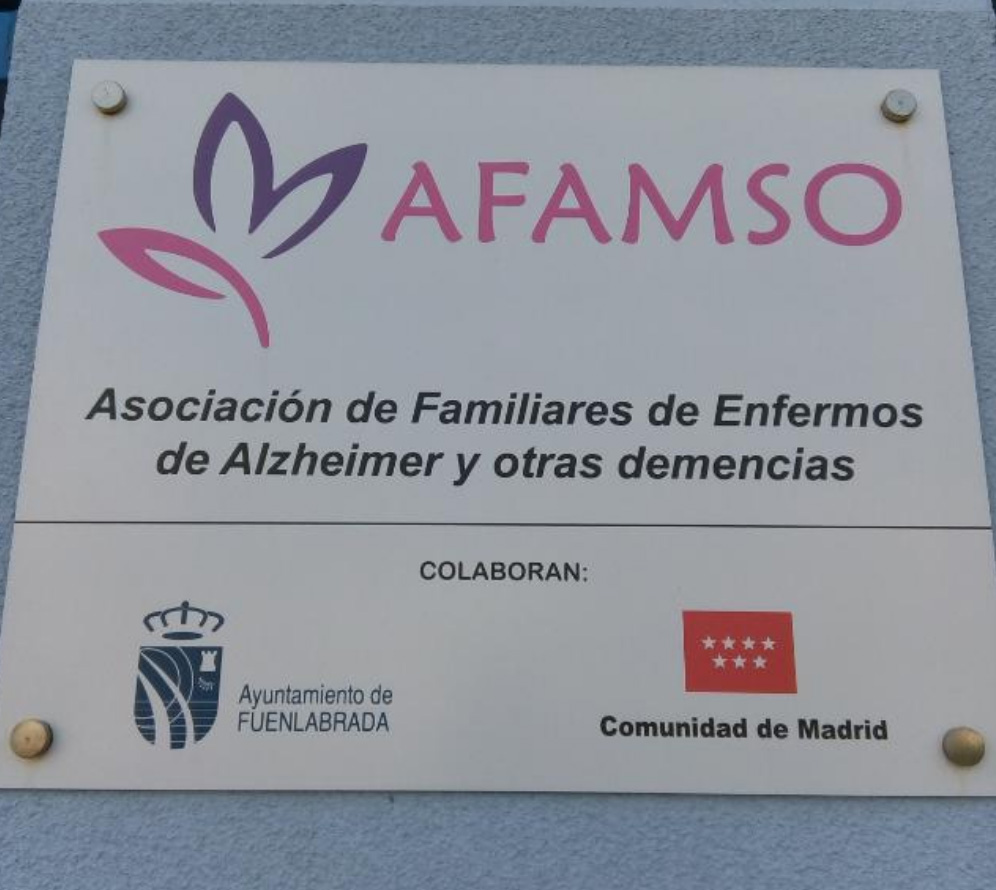 AFAMSO
Asociación de Familiares de Enfermos
de Alzheimer y otras demencias
COLABORAN:
Ayuntamiento de
FUENLABRADA
Comunidad de Madrid